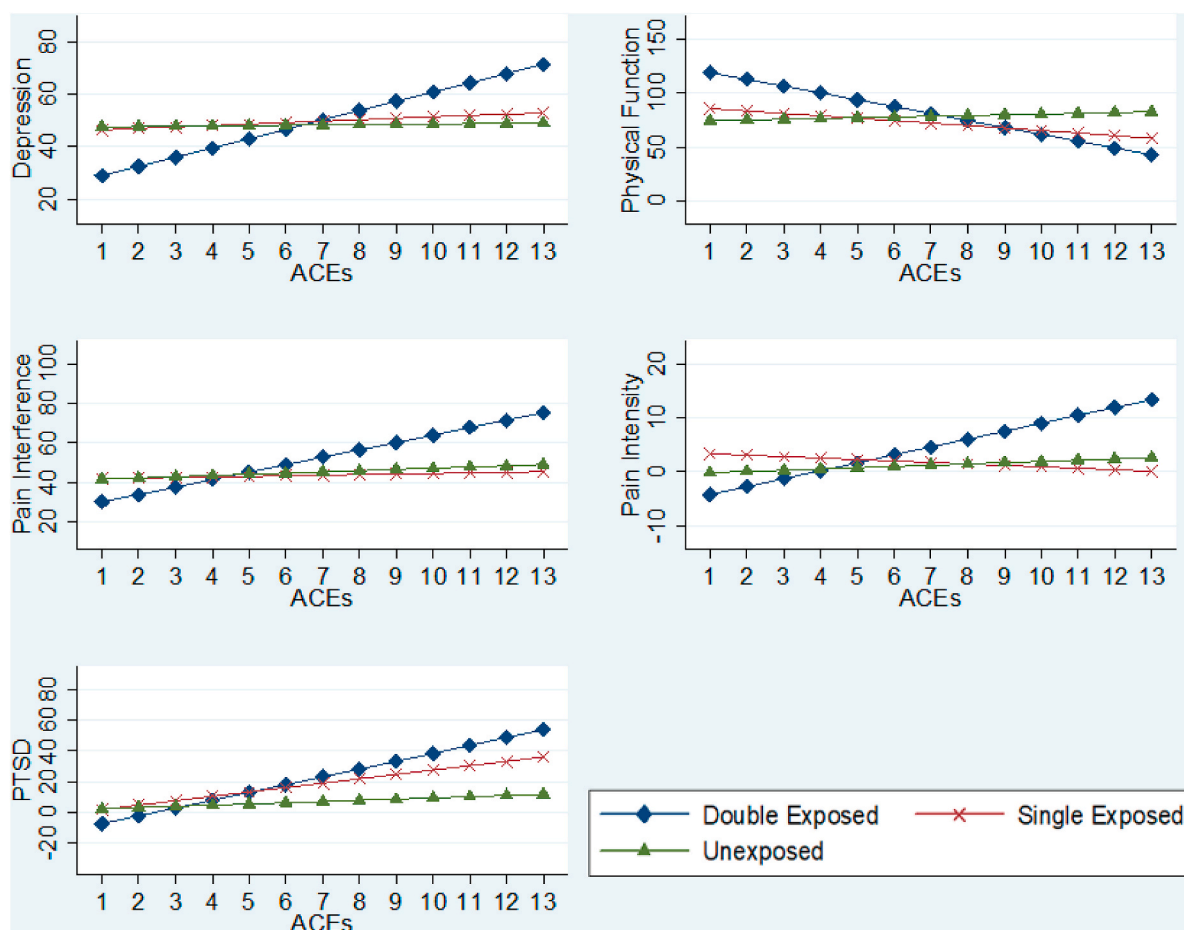 Depression
80
60
40
20
1 2 3 4 5 6 7 8 9 10 11 12 13
ACEs
Physical Function
150
100
50
0
1 2 3 4 5 6 7 8 9 10 11 12 13
ACEs
Pain Interference
100
80
60
40
20
1 2 3 4 5 6 7 8 9 10 11 12 13
ACEs
Pain Intensity
20
10
0
-10
1 2 3 4 5 6 7 8 9 10 11 12 13
ACEs
PTSD
80
60
40
20
0
-20
1 2 3 4 5 6 7 8 9 10 11 12 13
ACEs
Double Exposed Single Exposed
Unexposed